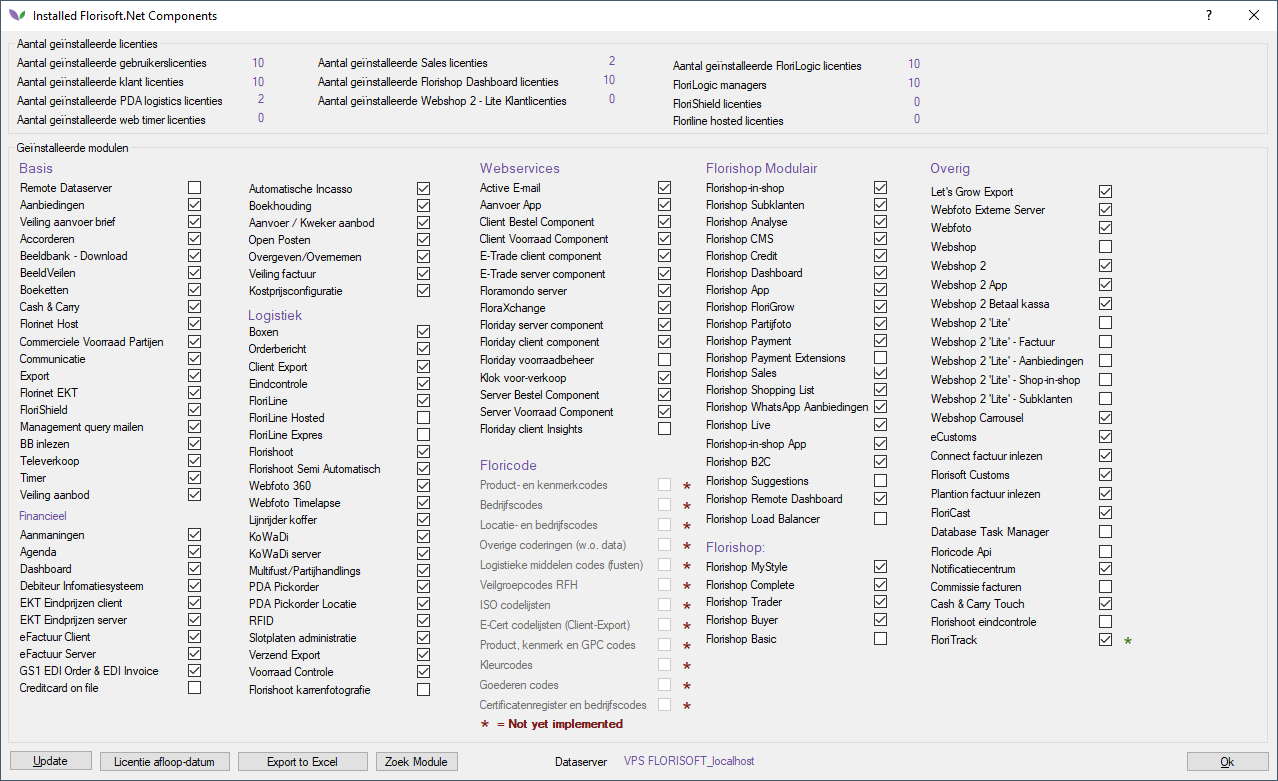 Installed Florisoft.Net Components
?
Aantal geïnstalleerde licenties
Aantal geïnstalleerde gebruikerslicenties 10
Aantal geïnstalleerde klant licenties 10
Aantal geïnstalleerde PDA logistics licenties 2
Aantal geïnstalleerde web timer licenties 0
Aantal geïnstalleerde Sales licenties 2
Aantal geïnstalleerde Florishop Dashboard licenties 10
Aantal geïnstalleerde Webshop 2 - Lite Klantlicenties 0
Aantal geïnstalleerde FloriLogic licenties 10
FloriLogic managers 10
FloriShield licenties 0
Floriline hosted licenties 0
Geïnstalleerde modulen
Basis
Remote Dataserver
Aanbiedingen
Veiling aanvoer brief
Accorderen
Beeldbank - Download
BeeldVeilen
Boeketten
Cash & Carry
Florinet Host
Commerciele Voorraad Partijen
Communicatie
Export
Florinet EKT
FloriShield
Management query mailen
BB inlezen
Televerkoop
Timer
Veiling aanbod
Financieel
Aanmaningen
Agenda
Dashboard
Debiteur Infomatiesysteem
EKT Eindprijzen client
EKT Eindprijzen server
eFactuur Client
eFactuur Server
GS1 EDI Order & EDI Invoice
Creditcard on file
Automatische Incasso
Boekhouding
Aanvoer / Kweker aanbod
Open Posten
Overgeven/Overnemen
Veiling factuur
Kostprijsconfiguratie
Logistiek
Boxen
Orderbericht
Client Export
Eindcontrole
FloriLine
FloriLine Hosted
FloriLine Expres
Florishoot
Florishoot Semi Automatisch
Webfoto 360
Webfoto Timelapse
Lijnrijder koffer
KoWaDi
KoWaDi server
Multifust/Partijhandlings
PDA Pickorder
PDA Pickorder Locatie
RFID
Slotplaten administratie
Verzend Export
Voorraad Controle
Florishoot karrenfotografie
Webservices
Active E-mail
Aanvoer App
Client Bestel Component
Client Voorraad Component
E-Trade client component
E-Trade server component
Floramondo server
FloraXchange
Floriday server component
Floriday client component
Floriday voorraadbeheer
Klok voor-verkoop
Server Bestel Component
Server Voorraad Component
Floriday client Insights
Floricode
Product- en kenmerkcodes *
Bedrijfscodes *
Locatie- en bedrijfscodes *
Overige coderingen (w.o. data) *
Logistieke middelen codes (fusten) *
Veilgroepcodes RFH *
ISO codelijsten *
E-Cert codelijsten (Client-Export) *
Product, kenmerk en GPC codes *
Kleurcodes *
Goederen codes *
Certificatenregister en bedrijfscodes *
* = Not yet implemented
Florishop Modulair
Florishop-in-shop
Florishop Subklanten
Florishop Analyse
Florishop CMS
Florishop Credit
Florishop Dashboard
Florishop App
Florishop FloriGrow
Florishop Partijfoto
Florishop Payment
Florishop Payment Extensions
Florishop Sales
Florishop Shopping List
Florishop WhatsApp Aanbiedingen
Florishop Live
Florishop-in-shop App
Florishop B2C
Florishop Suggestions
Florishop Remote Dashboard
Florishop Load Balancer
Florishop:
Florishop MyStyle
Florishop Complete
Florishop Trader
Florishop Buyer
Florishop Basic
Overig
Let's Grow Export
Webfoto Externe Server
Webfoto
Webshop
Webshop 2
Webshop 2 App
Webshop 2 Betaal kassa
Webshop 2 'Lite'
Webshop 2 'Lite' - Factuur
Webshop 2 'Lite' - Aanbiedingen
Webshop 2 'Lite' - Shop-in-shop
Webshop 2 'Lite' - Subklanten
Webshop Carrousel
eCustoms
Connect factuur inlezen
Florisoft Customs
Plantion factuur inlezen
FloriCast
Database Task Manager
Floricode Api
Notificatiecentrum
Commissie facturen
Cash & Carry Touch
Florishoot eindcontrole
FloriTrack *
Update
Licentie afloop-datum
Export to Excel
Zoek Module
Dataserver VPS FLORISOFT_localhost
Ok